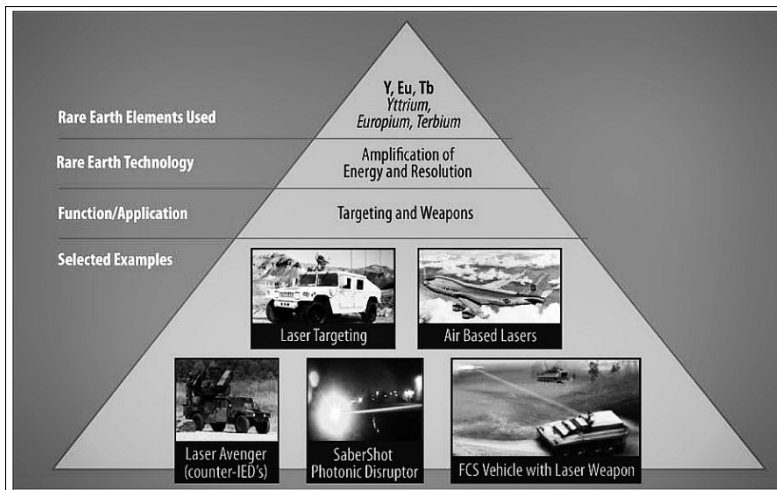 Y, Eu, Tb
Yttrium,
Europium, Terbium
Rare Earth Elements Used
Amplification of
Energy and Resolution
Rare Earth Technology
Function/Application
Targeting and Weapons
Selected Examples
Laser Targeting
Air Based Lasers
Laser Avenger
(counter-IED's)
SaberShot
Photonic Disruptor
FCS Vehicle with Laser Weapon